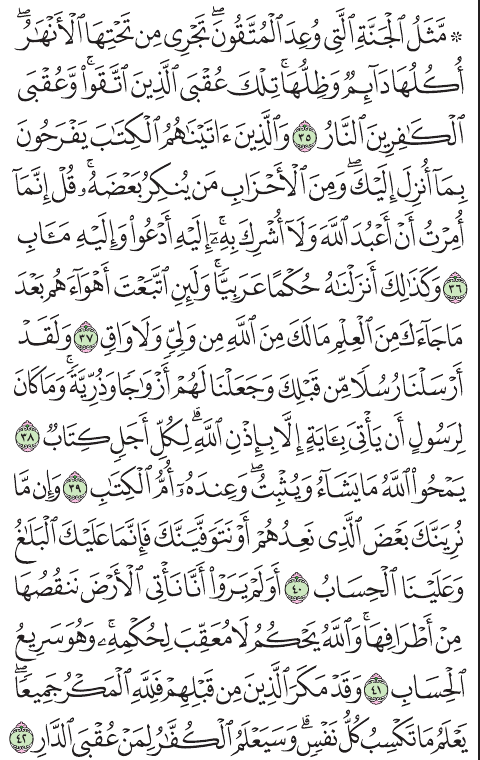 ۞ مَّثَلُ ٱلْجَنَّةِ ٱلَّتِى وُعِدَ ٱلْمُتَّقُونَ ۖ تَجْرِى مِن تَحْتِهَا ٱلْأَنْهَـٰرُ ۖ
أُكُلُهَا دَآئِمٌ وَظِلُّهَا ۚ تِلْكَ عُقْبَى ٱلَّذِينَ ٱتَّقَوا۟ ۖ وَّعُقْبَى
ٱلْكَـٰفِرِينَ ٱلنَّارُ ٣٥ وَٱلَّذِينَ ءَاتَيْنَـٰهُمُ ٱلْكِتَـٰبَ يَفْرَحُونَ
بِمَآ أُنزِلَ إِلَيْكَ ۖ وَمِنَ ٱلْأَحْزَابِ مَن يُنكِرُ بَعْضَهُۥ ۚ قُلْ إِنَّمَآ
أُمِرْتُ أَنْ أَعْبُدَ ٱللَّهَ وَلَآ أُشْرِكَ بِهِۦٓ ۚ إِلَيْهِ أَدْعُوا۟ وَإِلَيْهِ مَـَٔابِ
٣٦ وَكَذَٰلِكَ أَنزَلْنَـٰهُ حُكْمًا عَرَبِيًّا ۚ وَلَئِنِ ٱتَّبَعْتَ أَهْوَآءَهُم بَعْدَ
مَا جَآءَكَ مِنَ ٱلْعِلْمِ مَا لَكَ مِنَ ٱللَّهِ مِن وَلِىٍّ وَلَا وَاقٍ ٣٧ وَلَقَدْ
أَرْسَلْنَا رُسُلًا مِّن قَبْلِكَ وَجَعَلْنَا لَهُمْ أَزْوَٰجًا وَذُرِّيَّةً ۚ وَمَا كَانَ
لِرَسُولٍ أَن يَأْتِىَ بِـَٔايَةٍ إِلَّا بِإِذْنِ ٱللَّهِ ۗ لِكُلِّ أَجَلٍ كِتَابٌ ٣٨
يَمْحُوا۟ ٱللَّهُ مَا يَشَآءُ وَيُثْبِتُ ۖ وَعِندَهُۥٓ أُمُّ ٱلْكِتَـٰبِ ٣٩ وَإِن مَّا
نُرِيَنَّكَ بَعْضَ ٱلَّذِى نَعِدُهُمْ أَوْ نَتَوَفَّيَنَّكَ فَإِنَّمَا عَلَيْكَ ٱلْبَلَـٰغُ
وَعَلَيْنَا ٱلْحِسَابُ ٤٠ أَوَلَمْ يَرَوْا۟ أَنَّا نَأْتِى ٱلْأَرْضَ نَنقُصُهَا
مِنْ أَطْرَافِهَا ۚ وَٱللَّهُ يَحْكُمُ لَا مُعَقِّبَ لِحُكْمِهِۦ ۚ وَهُوَ سَرِيعُ
ٱلْحِسَابِ ٤١ وَقَدْ مَكَرَ ٱلَّذِينَ مِن قَبْلِهِمْ فَلِلَّهِ ٱلْمَكْرُ جَمِيعًا ۖ
يَعْلَمُ مَا تَكْسِبُ كُلُّ نَفْسٍ ۗ وَسَيَعْلَمُ ٱلْكُفَّـٰرُ لِمَنْ عُقْبَى ٱلدَّارِ ٤٢